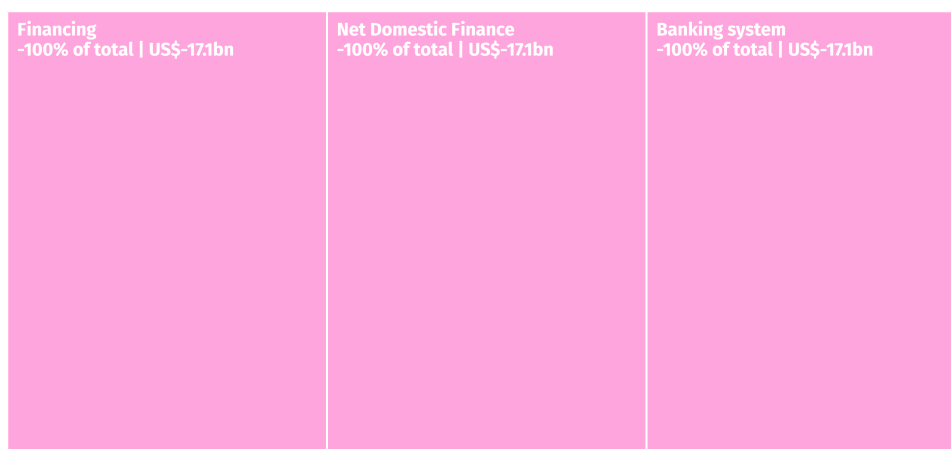 Financing
-100% of total | US$-17.1bn
Net Domestic Finance
-100% of total | US$-17.1bn
Banking system
-100% of total | US$-17.1bn